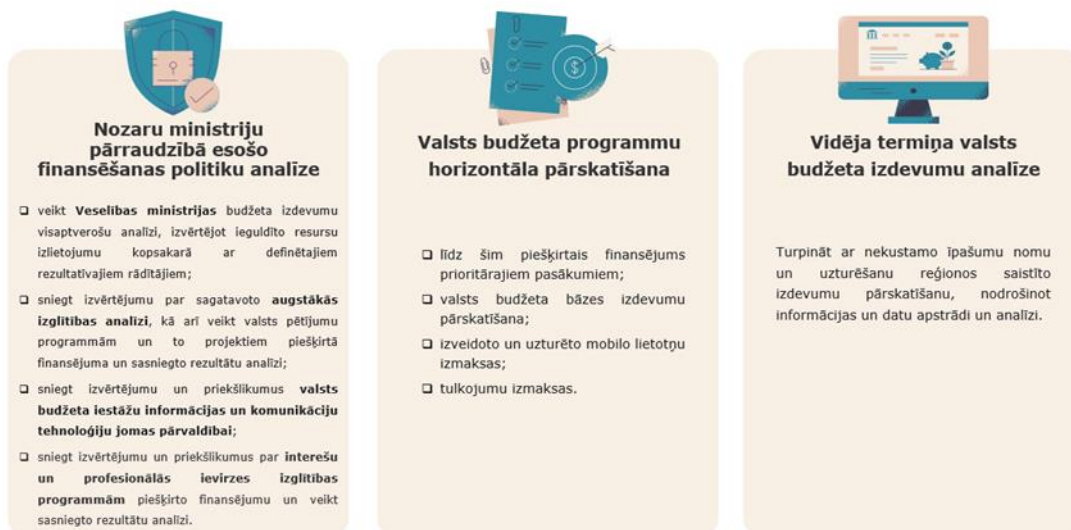 Nozaru ministriju
pārraudzībā esošo
finansēšanas politiku analīze
❑ veikt Veselības ministrijas budžeta izdevumu
visaptverošu analīzi, izvērtējot ieguldīto resursu
izlietojumu kopsakarā ar definētajiem
rezultatīvajiem rādītājiem;
❑ sniegt izvērtējumu par sagatavoto augstākās
izglītības analīzi, kā arī veikt valsts pētījumu
programmām un to projektiem piešķirtā
finansējuma un sasniegto rezultātu analīzi;
❑ sniegt izvērtējumu un priekšlikumus valsts
budžeta iestāžu informācijas un komunikāciju
tehnoloģiju jomas pārvaldībai;
❑ sniegt izvērtējumu un priekšlikumus par interešu
un profesionālās ievirzes izglītības
programmām piešķirto finansējumu un veikt
sasniegto rezultātu analīzi.
Valsts budžeta programmu
horizontāla pārskatīšana
❑ līdz šim piešķirtais finansējums
prioritārajiem pasākumiem;
❑ valsts budžeta bāzes izdevumu
pārskatīšana;
❑ izveidoto un uzturēto mobilo lietotņu
izmaksas;
❑ tulkojumu izmaksas.
Vidēja termiņa valsts
budžeta izdevumu analīze
Turpināt ar nekustamo īpašumu nomu
un uzturēšanu reģionos saistīto
izdevumu pārskatīšanu, nodrošinot
informācijas un datu apstrādi un analīzi.